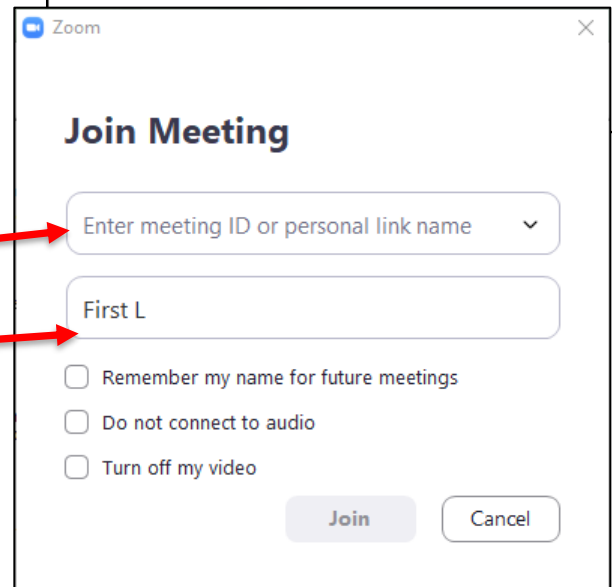 Zoom
Join Meeting
Enter meeting ID or personal link name
First L
Remember my name for future meetings
Do not connect to audio
Turn off my video
Join Cancel